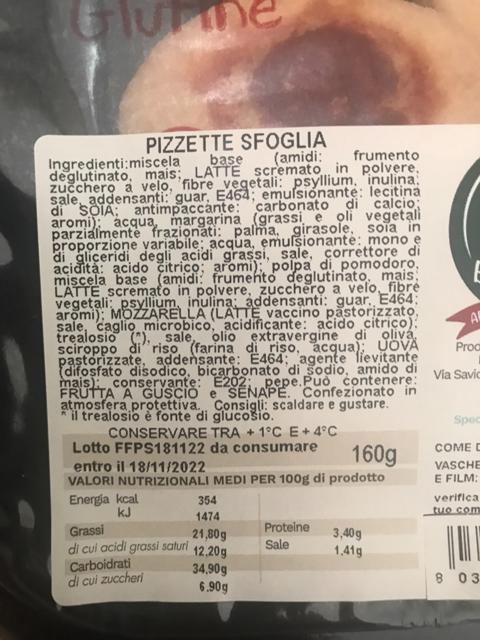 Glutine
PIZZETTE SFOGLIA
Ingredienti:miscela base (amidi: frumento
deglutinato, mais; LATTE scremato in polvere,
zucchero a velo, fibre vegetali: psyllium, inulina;
sale, addensanti: guar, E464; emulsionante: lecitina
di SOIA; antimpaccante: carbonato di calcio;
aromi); acqua, margarina (grassi e oli vegetali
parzialmente frazionati: palma, girasole, soia in
proporzione variabile; acqua, emulsionante: mono e
di gliceridi degli acidi grassi, sale, correttore di
acidità: acido citrico; aromi); polpa di pomodoro,
miscela base (amidi: frumento deglutinato, mais;
LATTE scremato in polvere, zucchero a velo, fibre
vegetali: psyllium, inulina; addensanti: guar, E464;
aromi); MOZZARELLA (LATTE vaccino pastorizzato,
sale, caglio microbico, acidificante: acido citrico);
trealosio (*), sale, olio extravergine di oliva,
sciroppo di riso (farina di riso, acqua); UOVA
pastorizzate, addensante: E464; agente lievitante
(difosfato disodico, bicarbonato di sodio, amido di
mais); conservante: E202; pepe.Può contenere:
FRUTTA A GUSCIO e SENAPE. Confezionato in
atmosfera protettiva. Consigli: scaldare e gustare.
* il trealosio è fonte di glucosio.
CONSERVARE TRA +1°C E+4°C
Lotto FFPS181122 da consumare
entro il 18/11/2022
160g
VALORI NUTRIZIONALI MEDI PER 100g di prodotto
Energia kcal 354
kJ 1474
Grassi 21,80g
di cui acidi grassi saturi 12,20g
Carboidrati 34,90g
di cui zuccheri 6,90g
Proteine 3,40g
Sale 1,41g
Proc
Via Savio
Spec
COME D
VASCHE
E FILM:
verifica
tuo com
8 03